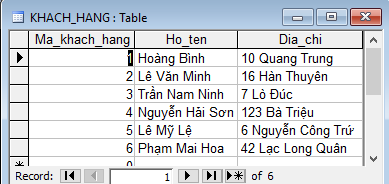 KHACH_HANG : Table
Ma_khach_hang Ho_ten Dia_chi
1 Hoàng Bình 10 Quang Trung
2 Lê Văn Minh 16 Hàn Thuyên
3 Trần Nam Ninh 7 Lò Đúc
4 Nguyễn Hải Sơn 123 Bà Triệu
5 Lê Mỹ Lệ 6 Nguyễn Công Trứ
6 Phạm Mai Hoa 42 Lạc Long Quân
0
Record: 1 of 6